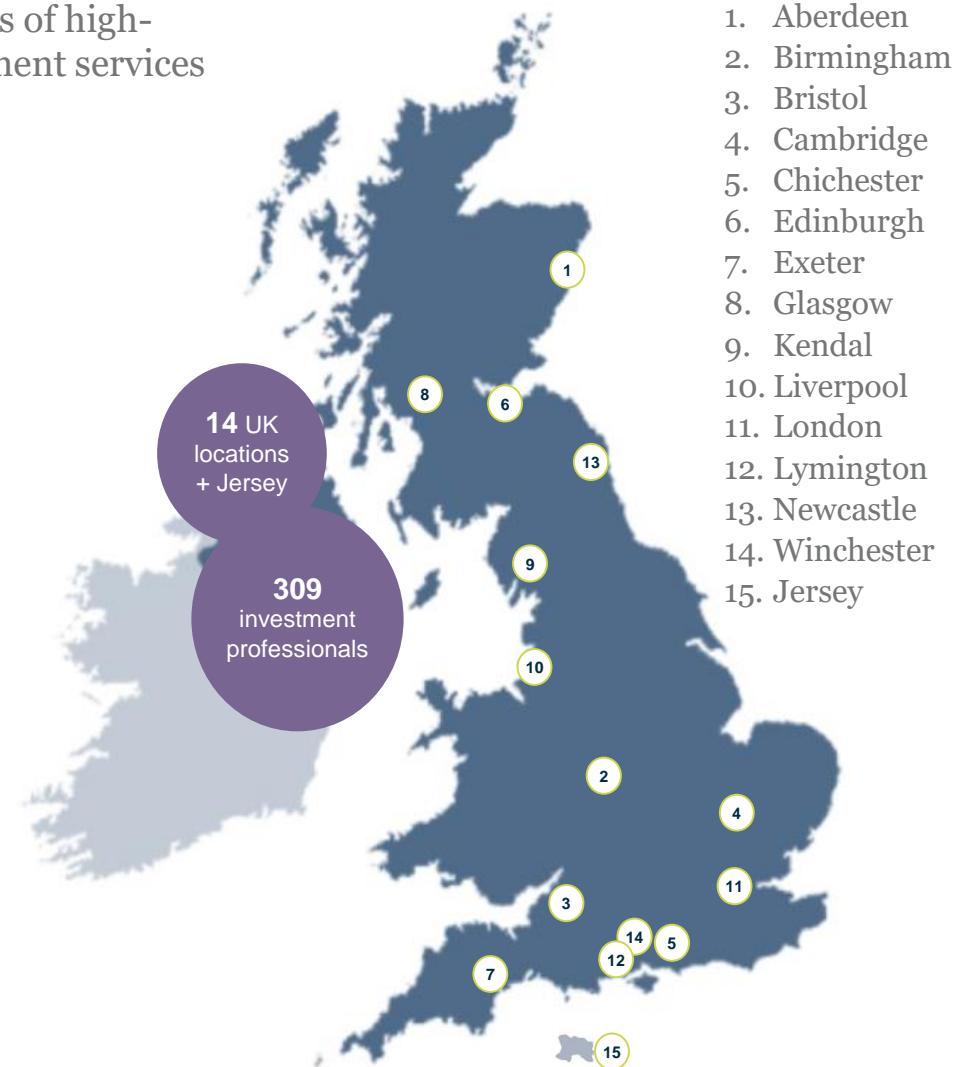 s of high-
nent services
1. Aberdeen
2. Birmingham
3. Bristol
4. Cambridge
5. Chichester
6. Edinburgh
7. Exeter
8. Glasgow
9. Kendal
10. Liverpool
11. London
12. Lymington
13. Newcastle
14. Winchester
15. Jersey
14 UK
locations
+ Jersey
309
investment
professionals
1
8
6
13
9
10
2
4
11
3
14
5
12
7
15